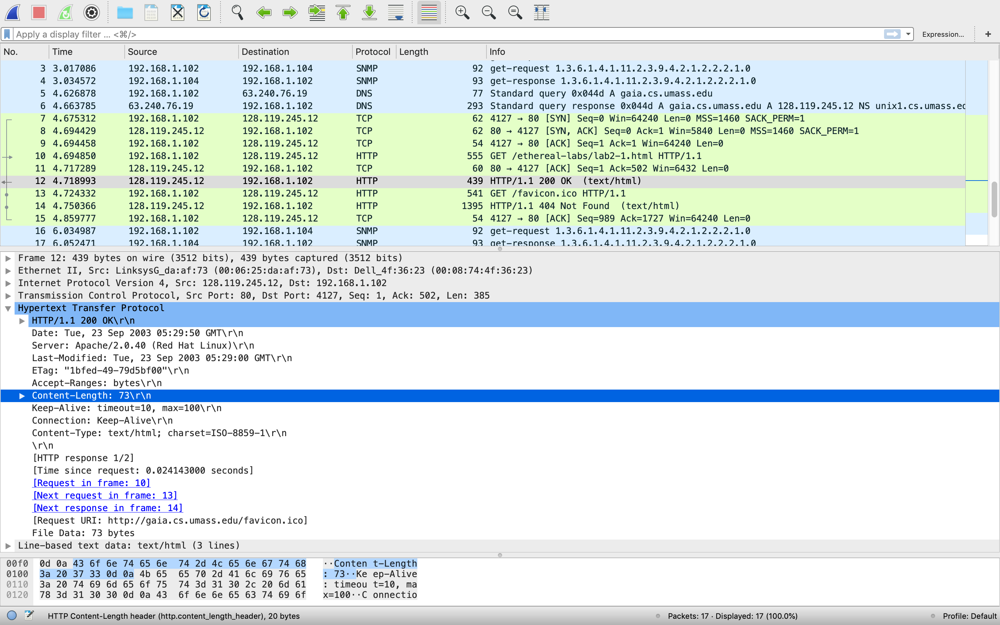 Apply a display filter ... <⌘/>
Expression...
+
No. Time Source Destination Protocol Length Info
3 3.017086 192.168.1.102 192.168.1.104 SNMP 92 get-request 1.3.6.1.4.1.11.2.3.9.4.2.1.2.2.2.1.0
4 3.034572 192.168.1.104 192.168.1.102 SNMP 93 get-response 1.3.6.1.4.1.11.2.3.9.4.2.1.2.2.2.1.0
5 4.626878 192.168.1.102 63.240.76.19 DNS 77 Standard query 0x044d A gaia.cs.umass.edu
6 4.663785 63.240.76.19 192.168.1.102 DNS 293 Standard query response 0x044d A gaia.cs.umass.edu A 128.119.245.12 NS unix1.cs.umass.ed
7 4.675312 192.168.1.102 128.119.245.12 TCP 62 4127 → 80 [SYN] Seq=0 Win=64240 Len=0 MSS=1460 SACK_PERM=1
8 4.694429 128.119.245.12 192.168.1.102 TCP 62 80 → 4127 [SYN, ACK] Seq=0 Ack=1 Win=5840 Len=0 MSS=1460 SACK_PERM=1
9 4.694458 192.168.1.102 128.119.245.12 TCP 54 4127 → 80 [ACK] Seq=1 Ack=1 Win=64240 Len=0
10 4.694850 192.168.1.102 128.119.245.12 HTTP 555 GET /ethereal-labs/lab2-1.html HTTP/1.1
11 4.717289 128.119.245.12 192.168.1.102 TCP 60 80 → 4127 [ACK] Seq=1 Ack=502 Win=6432 Len=0
12 4.718993 128.119.245.12 192.168.1.102 HTTP 439 HTTP/1.1 200 OK (text/html)
13 4.724332 192.168.1.102 128.119.245.12 HTTP 541 GET /favicon.ico HTTP/1.1
14 4.750366 128.119.245.12 192.168.1.102 HTTP 1395 HTTP/1.1 404 Not Found (text/html)
15 4.859777 192.168.1.102 128.119.245.12 TCP 54 4127 → 80 [ACK] Seq=989 Ack=1727 Win=64240 Len=0
16 6.034987 192.168.1.102 192.168.1.104 SNMP 92 get-request 1.3.6.1.4.1.11.2.3.9.4.2.1.2.2.2.1.0
17 6.052471 192.168.1.104 192.168.1.102 SNMP 93 get-response 1.3.6.1.4.1.11.2.3.9.4.2.1.2.2.2.1.0
Frame 12: 439 bytes on wire (3512 bits), 439 bytes captured (3512 bits)
Ethernet II, Src: LinksysG_da:af:73 (00:06:25:da:af:73), Dst: Dell_4f:36:23 (00:08:74:4f:36:23)
Internet Protocol Version 4, Src: 128.119.245.12, Dst: 192.168.1.102
Transmission Control Protocol, Src Port: 80, Dst Port: 4127, Seq: 1, Ack: 502, Len: 385
Hypertext Transfer Protocol
HTTP/1.1 200 OK\r\n
Date: Tue, 23 Sep 2003 05:29:50 GMT\r\n
Server: Apache/2.0.40 (Red Hat Linux)\r\n
Last-Modified: Tue, 23 Sep 2003 05:29:00 GMT\r\n
ETag: "1bfed-49-79d5bf00"\r\n
Accept-Ranges: bytes\r\n
Content-Length: 73\r\n
Keep-Alive: timeout=10, max=100\r\n
Connection: Keep-Alive\r\n
Content-Type: text/html; charset=ISO-8859-1\r\n
\r\n
[HTTP response 1/2]
[Time since request: 0.024143000 seconds]
[Request in frame: 10]
[Next request in frame: 13]
[Next response in frame: 14]
[Request URI: http://gaia.cs.umass.edu/favicon.ico]
File Data: 73 bytes
Line-based text data: text/html (3 lines)
00f0 0d 0a 43 6f 6e 74 65 6e 74 2d 4c 65 6e 67 74 68 ··Conten t-Length
0100 3a 20 37 33 0d 0a 4b 65 65 70 2d 41 6c 69 76 65 : 73··Ke ep-Alive
0110 3a 20 74 69 6d 65 6f 75 74 3d 31 30 2c 20 6d 61 : timeou t=10, ma
0120 78 3d 31 30 30 0d 0a 43 6f 6e 6e 65 63 74 69 6f x=100··C onnectio
HTTP Content-Length header (http.content_length_header), 20 bytes
Packets: 17 · Displayed: 17 (100.0%)
Profile: Default